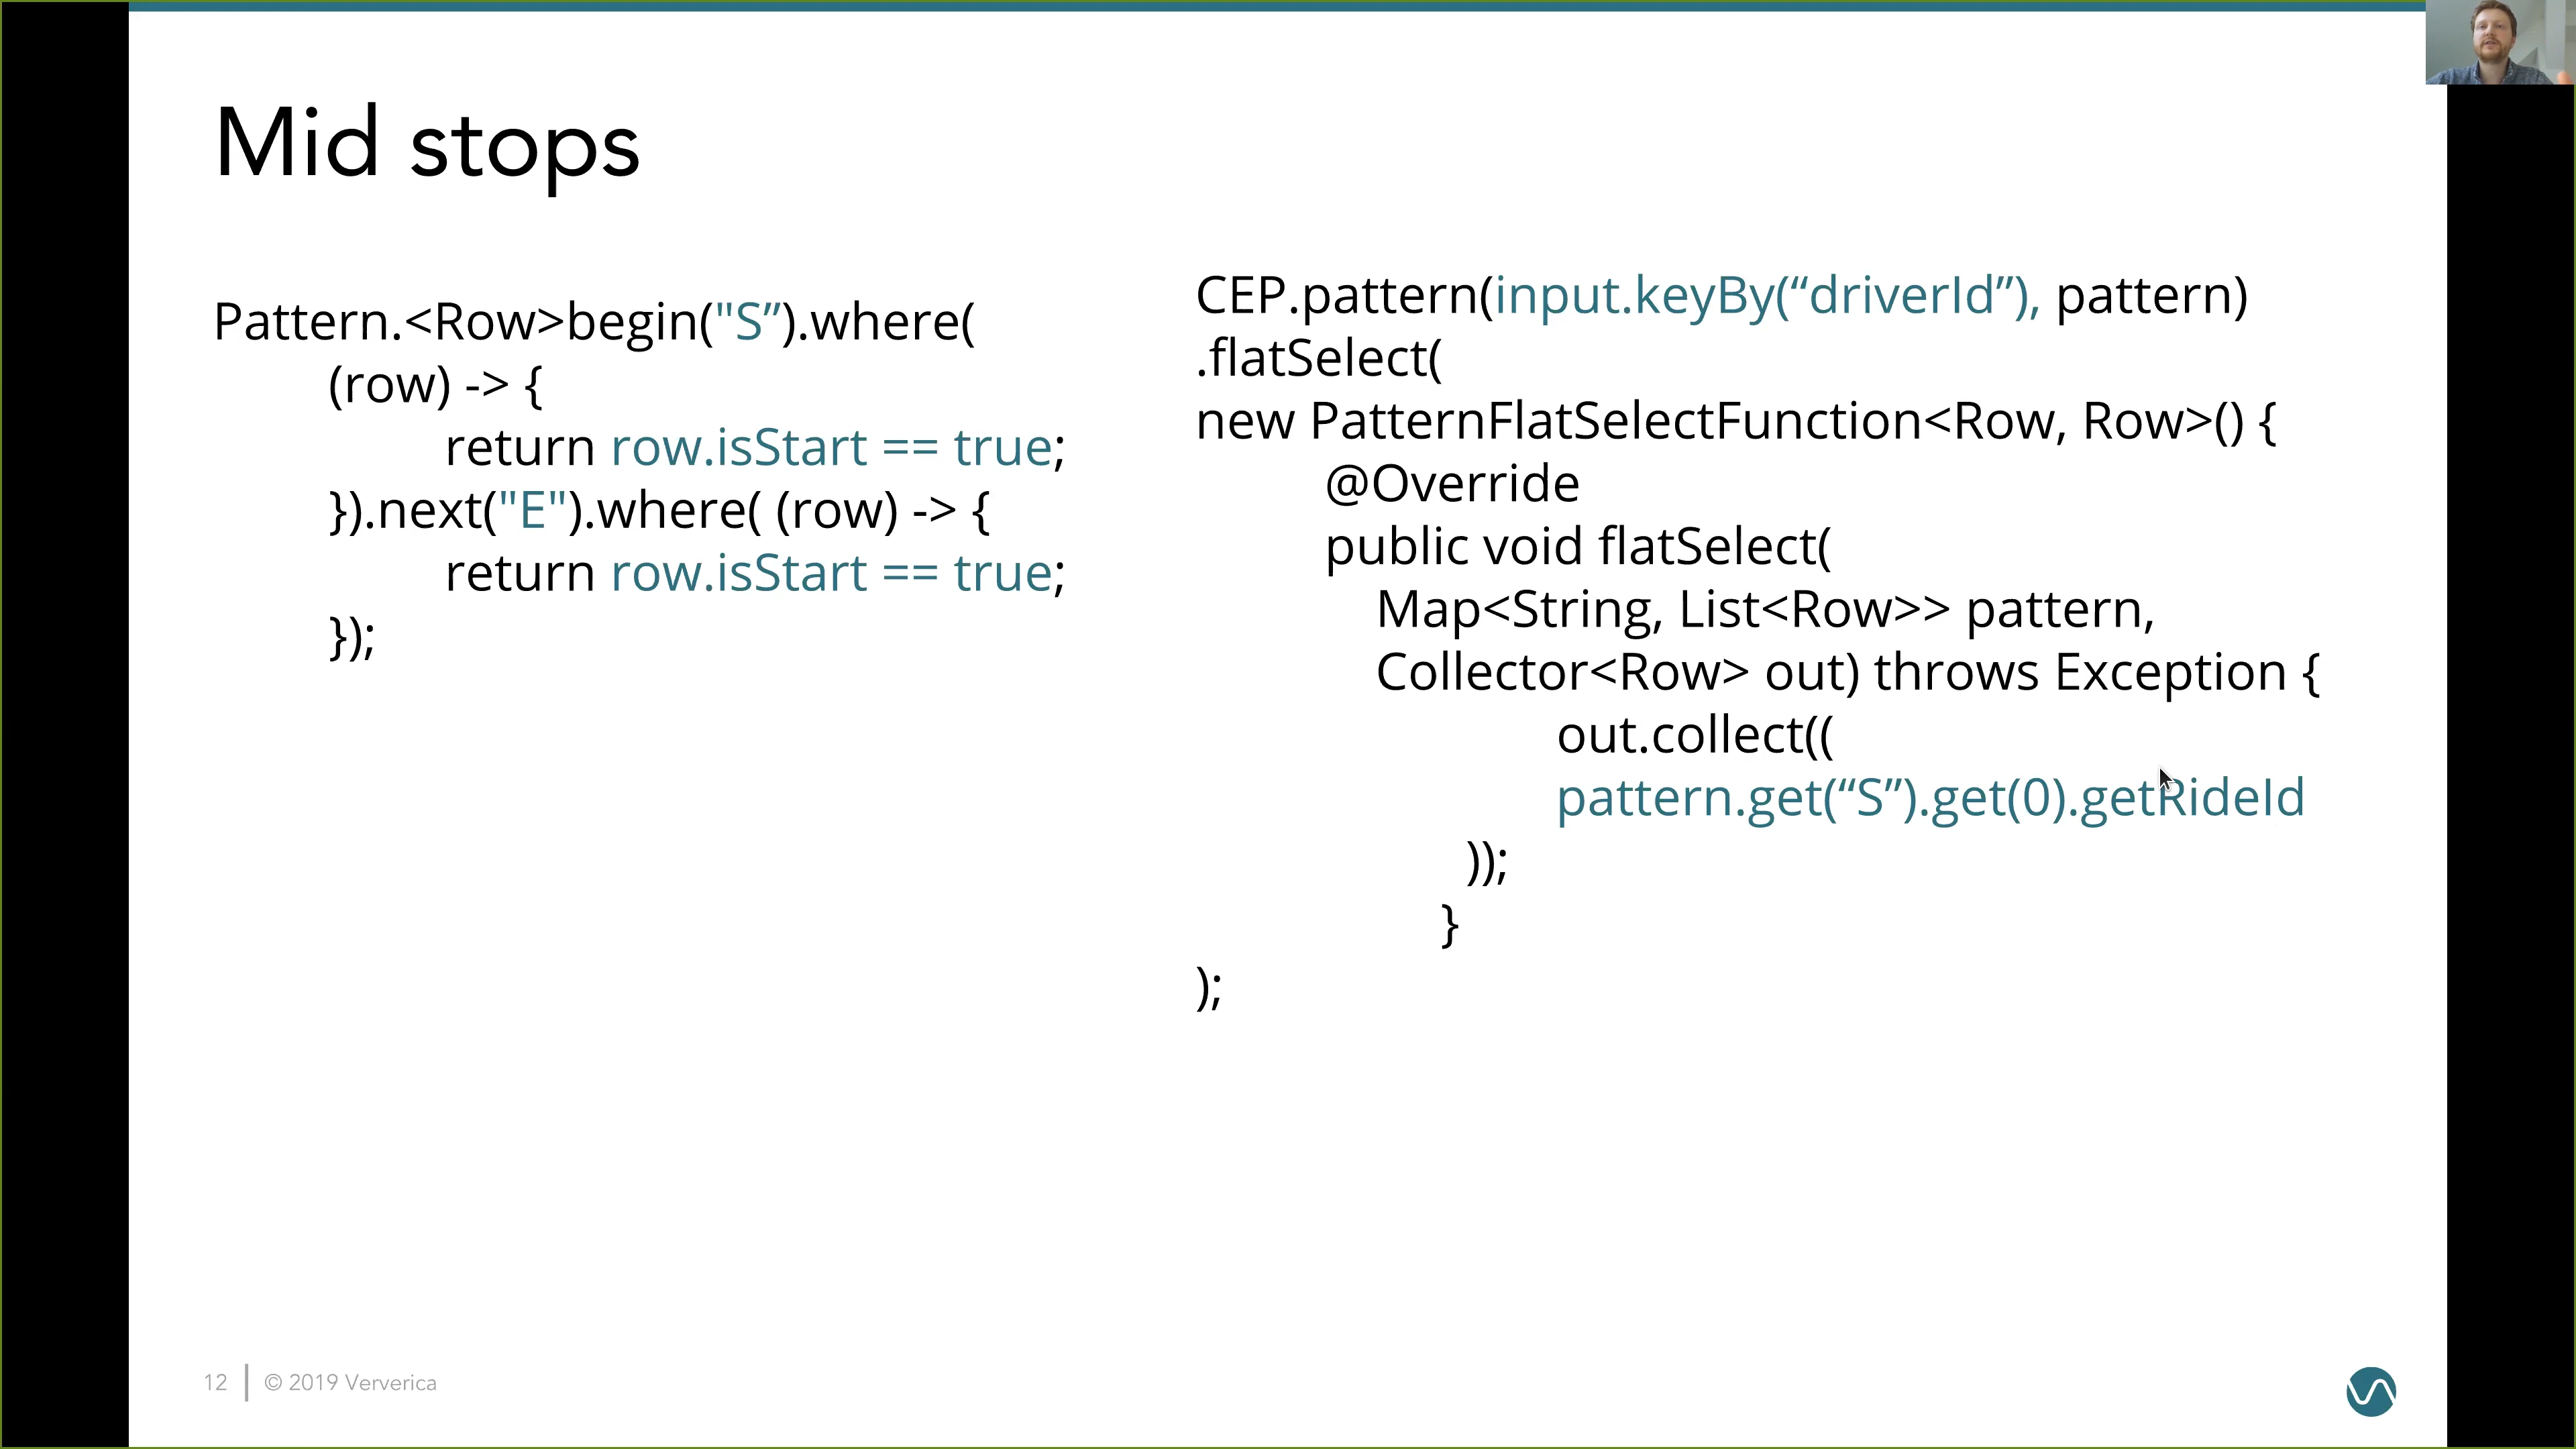 Mid stops
Pattern.<Row>begin("S”).where(
(row) -> {
return row.isStart == true;
}).next("E").where( (row) -> {
return row.isStart == true;
});
CEP.pattern(input.keyBy(“driverId”), pattern)
.flatSelect(
new PatternFlatSelectFunction<Row, Row>() {
@Override
public void flatSelect(
Map<String, List<Row>> pattern,
Collector<Row> out) throws Exception {
out.collect((
pattern.get(“S”).get(0).getRideId
));
}
);
12 | © 2019 Ververica